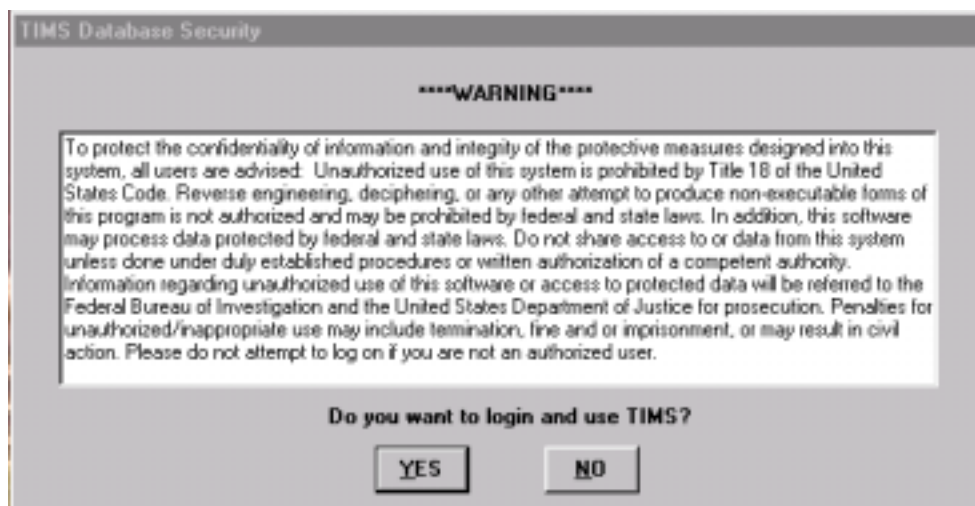 TIMS Database Security
****WARNING****
To protect the confidentiality of information and integrity of the protective measures designed into this
system, all users are advised: Unauthorized use of this system is prohibited by Title 18 of the United
States Code. Reverse engineering, deciphering, or any other attempt to produce non-executable forms of
this program is not authorized and may be prohibited by federal and state laws. In addition, this software
may process data protected by federal and state laws. Do not share access to or data from this system
unless done under duly established procedures or written authorization of a competent authority.
Information regarding unauthorized use of this software or access to protected data will be referred to the
Federal Bureau of Investigation and the United States Department of Justice for prosecution. Penalties for
unauthorized/inappropriate use may include termination, fine and or imprisonment, or may result in civil
action. Please do not attempt to log on if you are not an authorized user.
Do you want to login and use TIMS?
YES NO